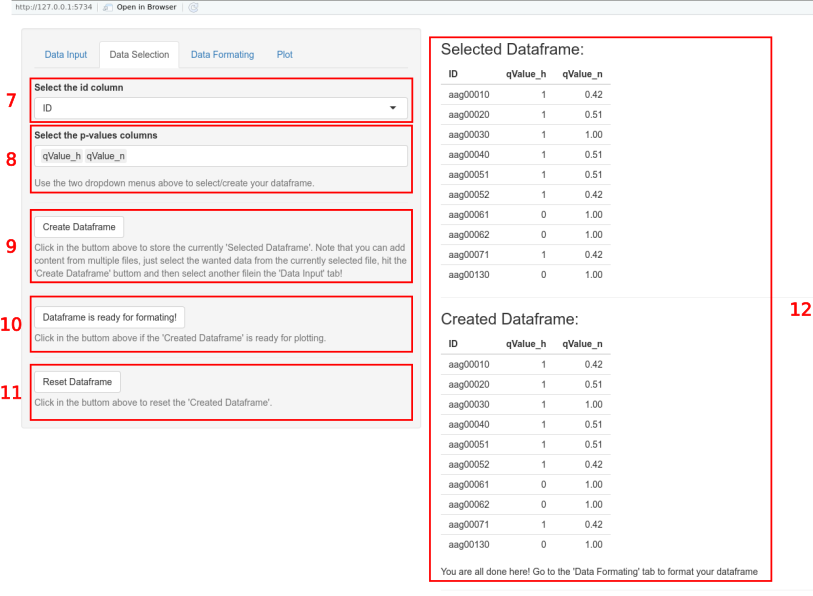 http://127.0.0.1:5734 | Open in Browser
Data Input Data Selection Data Formating Plot
7
Select the id column
ID
8
Select the p-values columns
qValue_h qValue_n
Use the two dropdown menus above to select/create your dataframe.
9
Create Dataframe
Click in the buttom above to store the currently 'Selected Dataframe'. Note that you can add
content from multiple files, just select the wanted data from the currently selected file, hit the
'Create Dataframe' buttom and then select another filein the 'Data Input' tab!
10
Dataframe is ready for formating!
Click in the buttom above if the 'Created Dataframe' is ready for plotting.
11
Reset Dataframe
Click in the buttom above to reset the 'Created Dataframe'.
Selected Dataframe:
ID qValue_h qValue_n
aag00010 1 0.42
aag00020 1 0.51
aag00030 1 1.00
aag00040 1 0.51
aag00051 1 0.51
aag00052 1 0.42
aag00061 0 1.00
aag00062 0 1.00
aag00071 1 0.42
aag00130 0 1.00
12
Created Dataframe:
ID qValue_h qValue_n
aag00010 1 0.42
aag00020 1 0.51
aag00030 1 1.00
aag00040 1 0.51
aag00051 1 0.51
aag00052 1 0.42
aag00061 0 1.00
aag00062 0 1.00
aag00071 1 0.42
aag00130 0 1.00
You are all done here! Go to the 'Data Formating' tab to format your dataframe